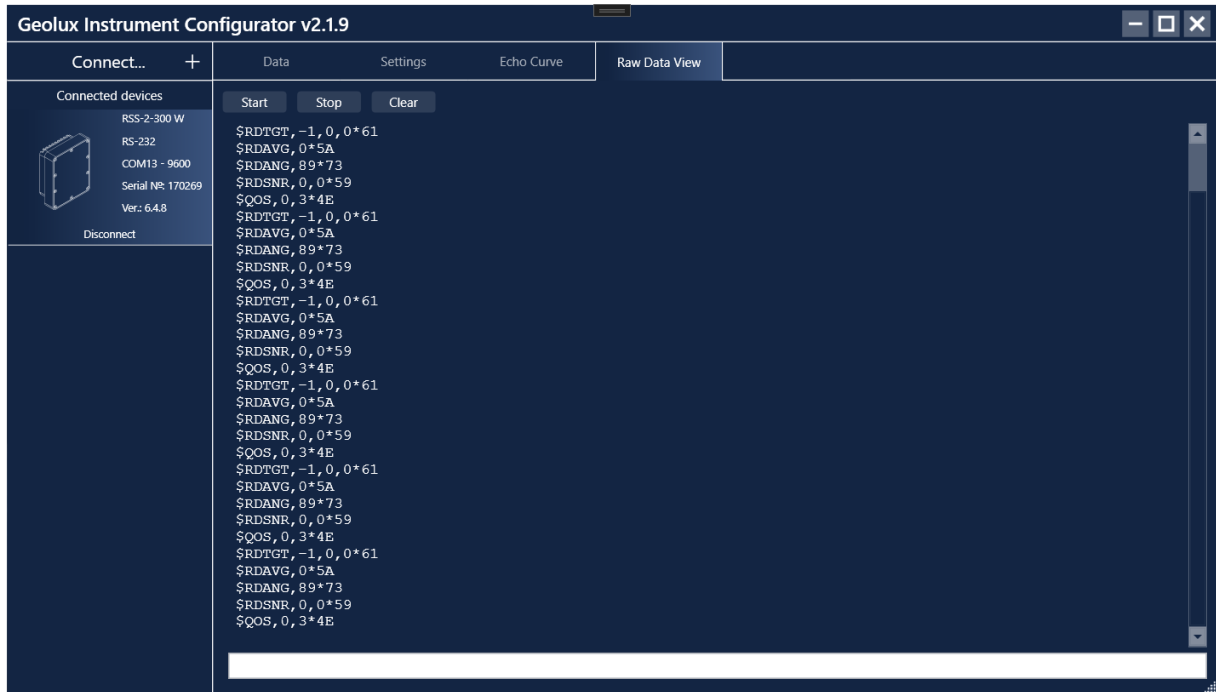 Geolux Instrument Configurator v2.1.9
Connect... +
Data Settings Echo Curve Raw Data View
Connected devices
RSS-2-300 W
RS-232
COM13 - 9600
Serial №: 170269
Ver.: 6.4.8
Disconnect
Start Stop Clear
$RDTGT,-1,0,0*61
$RDAVG,0*5A
$RDANG,89*73
$RDSNR,0,0*59
$QOS,0,3*4E
$RDTGT,-1,0,0*61
$RDAVG,0*5A
$RDANG,89*73
$RDSNR,0,0*59
$QOS,0,3*4E
$RDTGT,-1,0,0*61
$RDAVG,0*5A
$RDANG,89*73
$RDSNR,0,0*59
$QOS,0,3*4E
$RDTGT,-1,0,0*61
$RDAVG,0*5A
$RDANG,89*73
$RDSNR,0,0*59
$QOS,0,3*4E
$RDTGT,-1,0,0*61
$RDAVG,0*5A
$RDANG,89*73
$RDSNR,0,0*59
$QOS,0,3*4E
$RDTGT,-1,0,0*61
$RDAVG,0*5A
$RDANG,89*73
$RDSNR,0,0*59
$QOS,0,3*4E